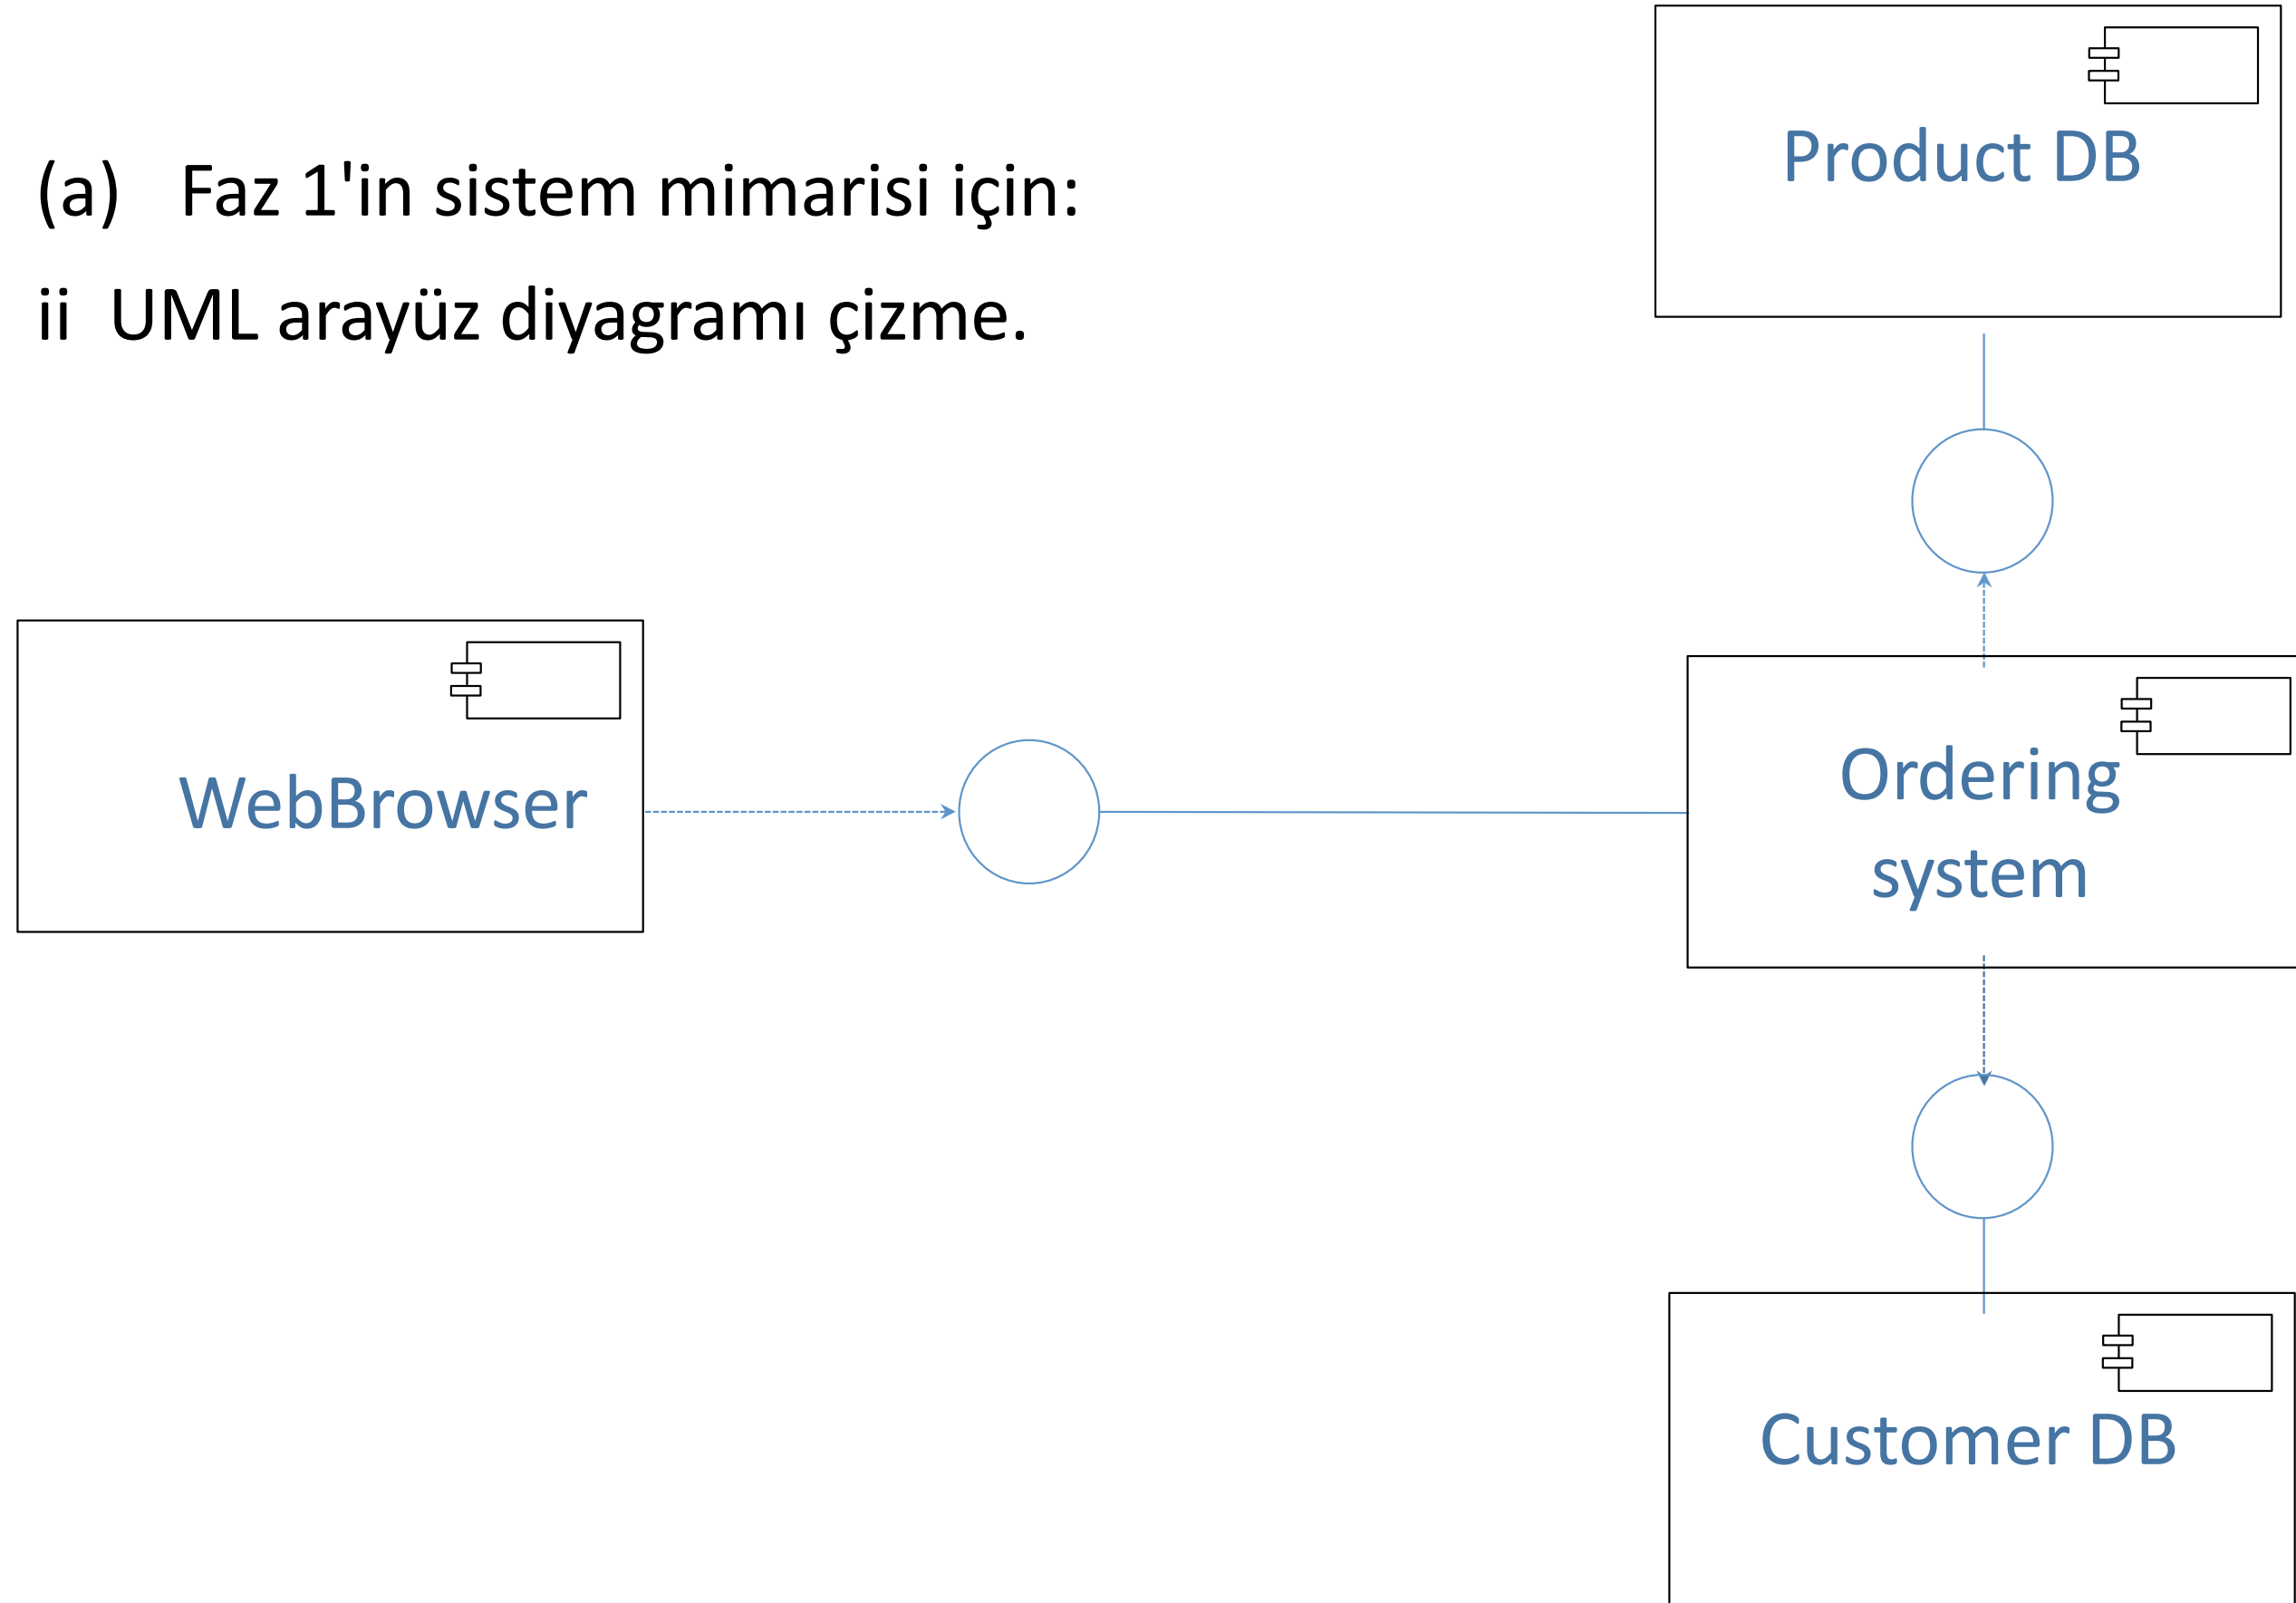 Product DB
(a) Faz 1'in sistem mimarisi için:
ii UML arayüz diyagramı çizme.
WebBrowser
Ordering
system
Customer DB